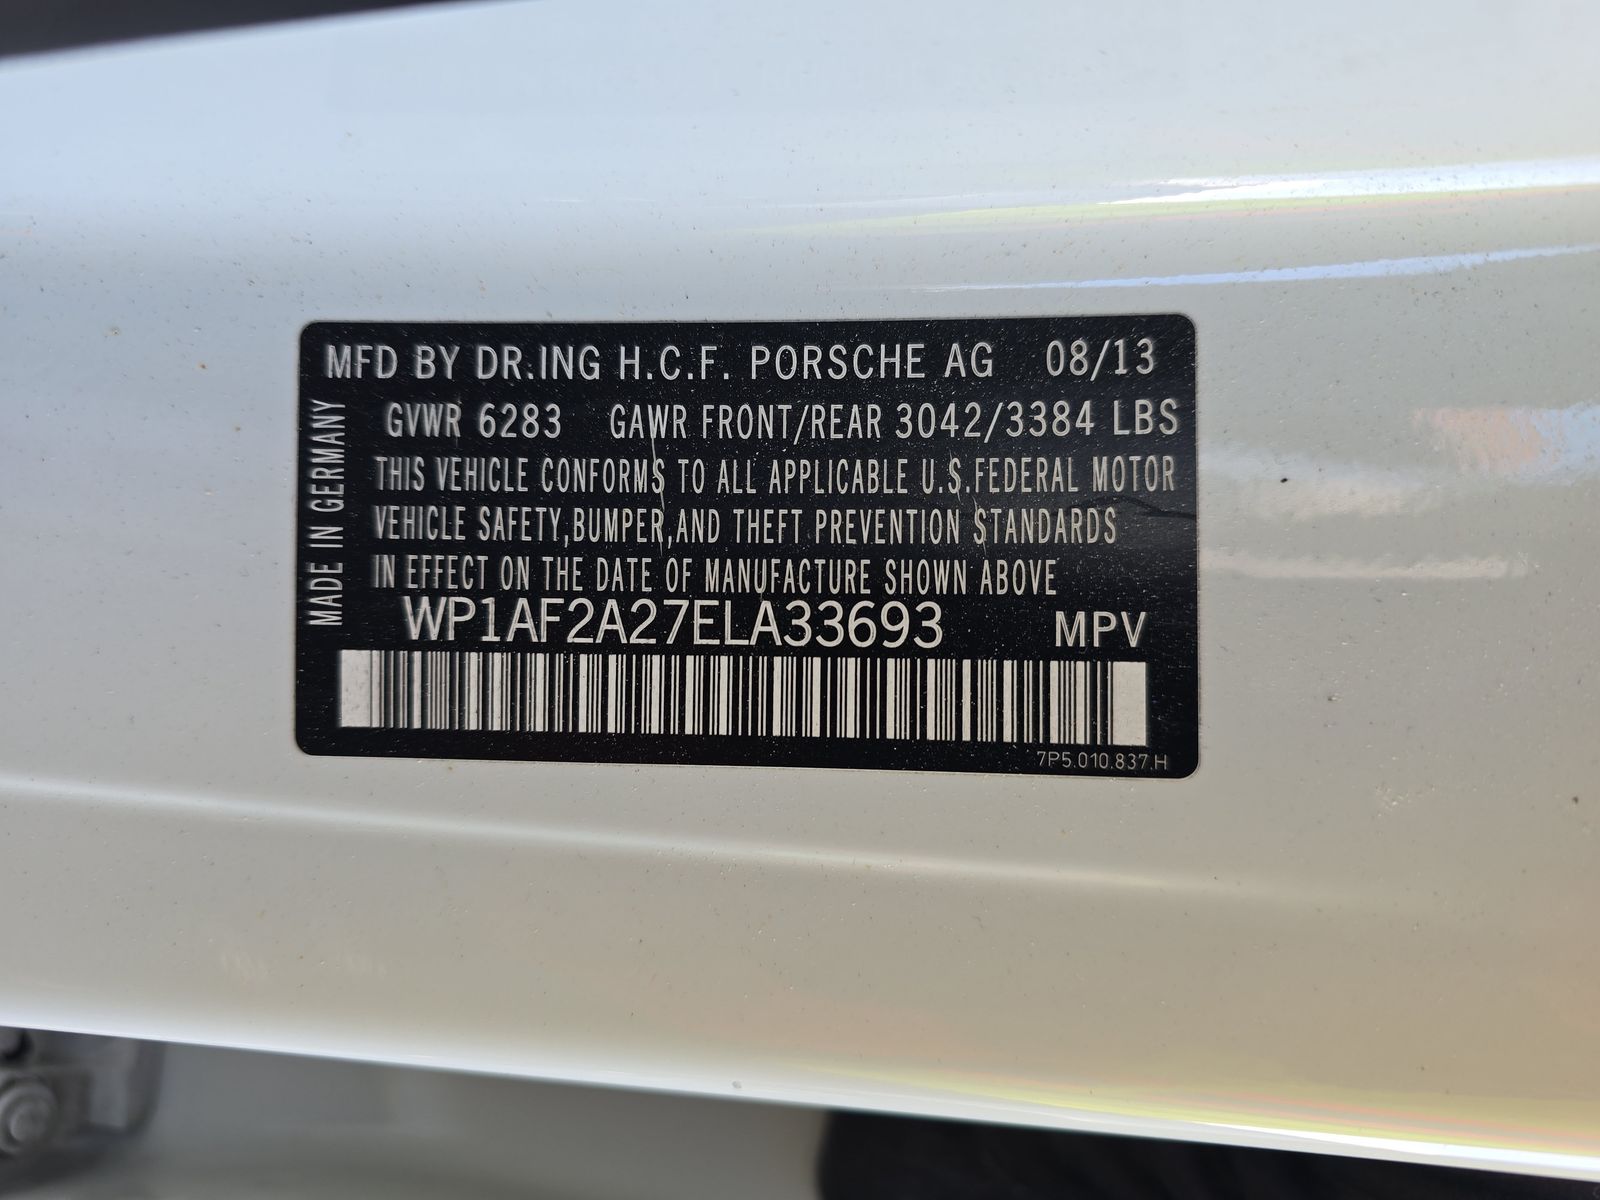 MFD BY DR.ING H.C.F. PORSCHE AG 08/13
GVWR 6283 GAWR FRONT/REAR 3042/3384 LBS
THIS VEHICLE CONFORMS TO ALL APPLICABLE U.S.FEDERAL MOTOR
VEHICLE SAFETY,BUMPER,AND THEFT PREVENTION STANDARDS
IN EFFECT ON THE DATE OF MANUFACTURE SHOWN ABOVE
WP1AF2A27ELA33693 MPV
7P5.010.837.H
MADE IN GERMANY